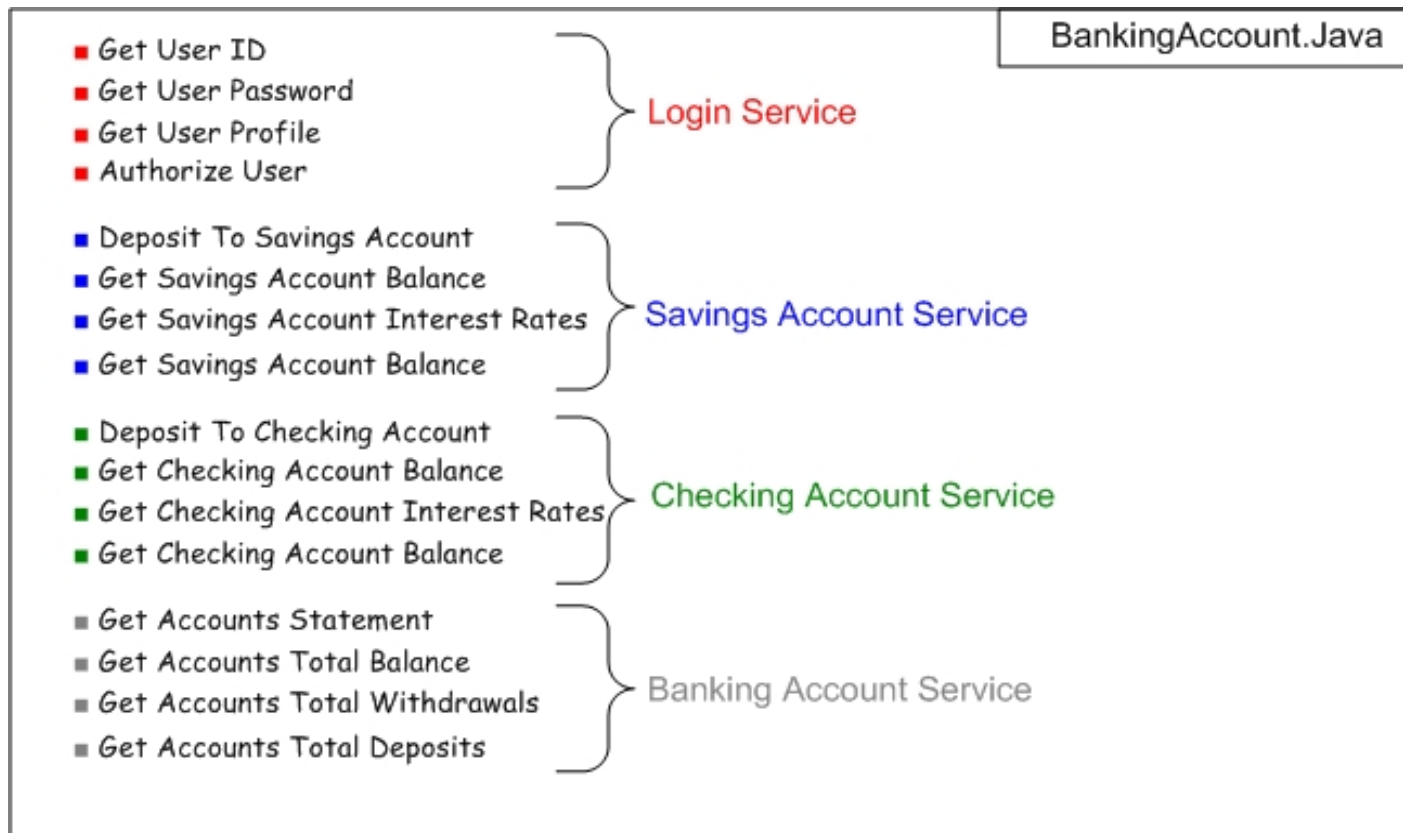 BankingAccount.Java
Get User ID
Get User Password
Get User Profile
Authorize User
Login Service
Deposit To Savings Account
Get Savings Account Balance
Get Savings Account Interest Rates
Get Savings Account Balance
Savings Account Service
Deposit To Checking Account
Get Checking Account Balance
Get Checking Account Interest Rates
Get Checking Account Balance
Checking Account Service
Get Accounts Statement
Get Accounts Total Balance
Get Accounts Total Withdrawals
Get Accounts Total Deposits
Banking Account Service